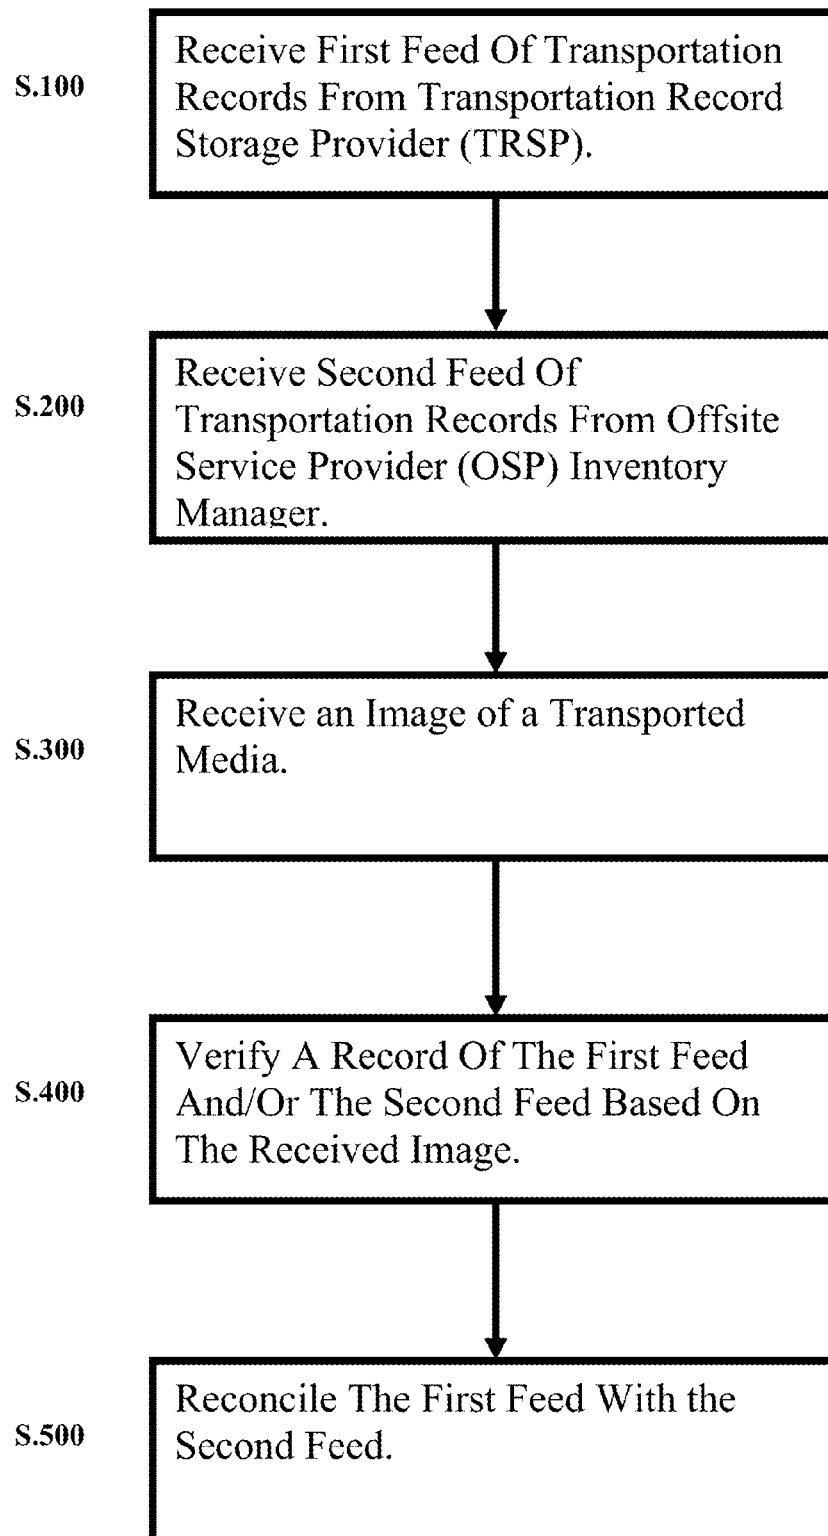 S.100
Receive First Feed Of Transportation
Records From Transportation Record
Storage Provider (TRSP).
S.200
Receive Second Feed Of
Transportation Records From Offsite
Service Provider (OSP) Inventory
Manager.
S.300
Receive an Image of a Transported
Media.
S.400
Verify A Record Of The First Feed
And/Or The Second Feed Based On
The Received Image.
S.500
Reconcile The First Feed With the
Second Feed.